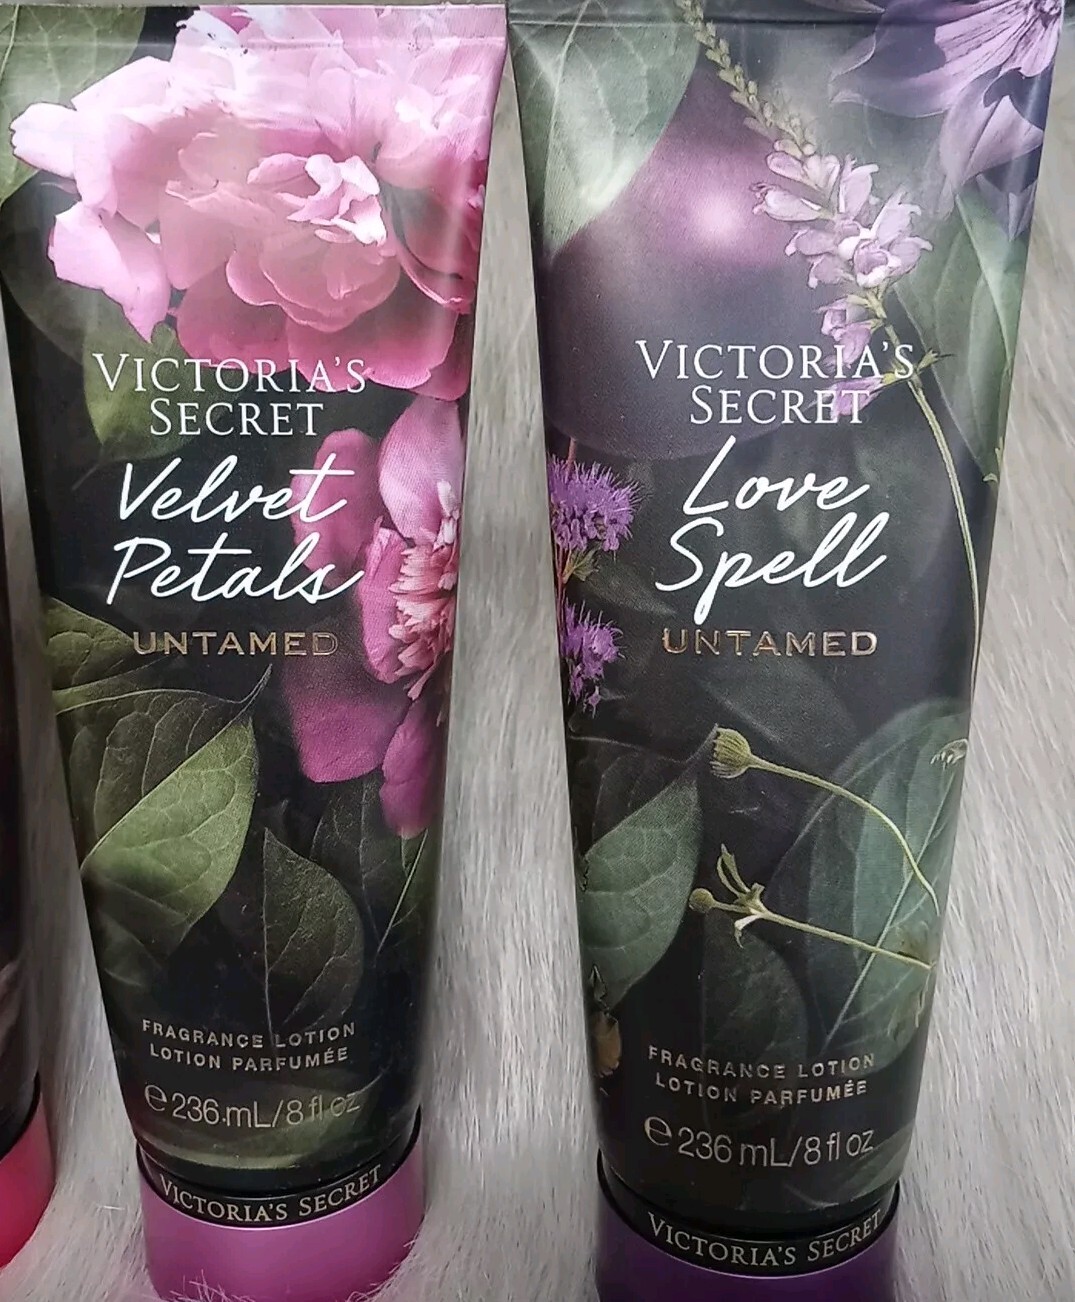 VICTORIA'S
SECRET
Velvet
Petals
UNTAMED
FRAGRANCE LOTION
LOTION PARFUMÉE
℮ 236 mL/8 fl oz
VICTORIA'S SECRET
VICTORIA'S
SECRET
Love
Spell
UNTAMED
FRAGRANCE LOTION
LOTION PARFUMÉE
℮ 236 mL/8 fl oz
VICTORIA'S SECRET